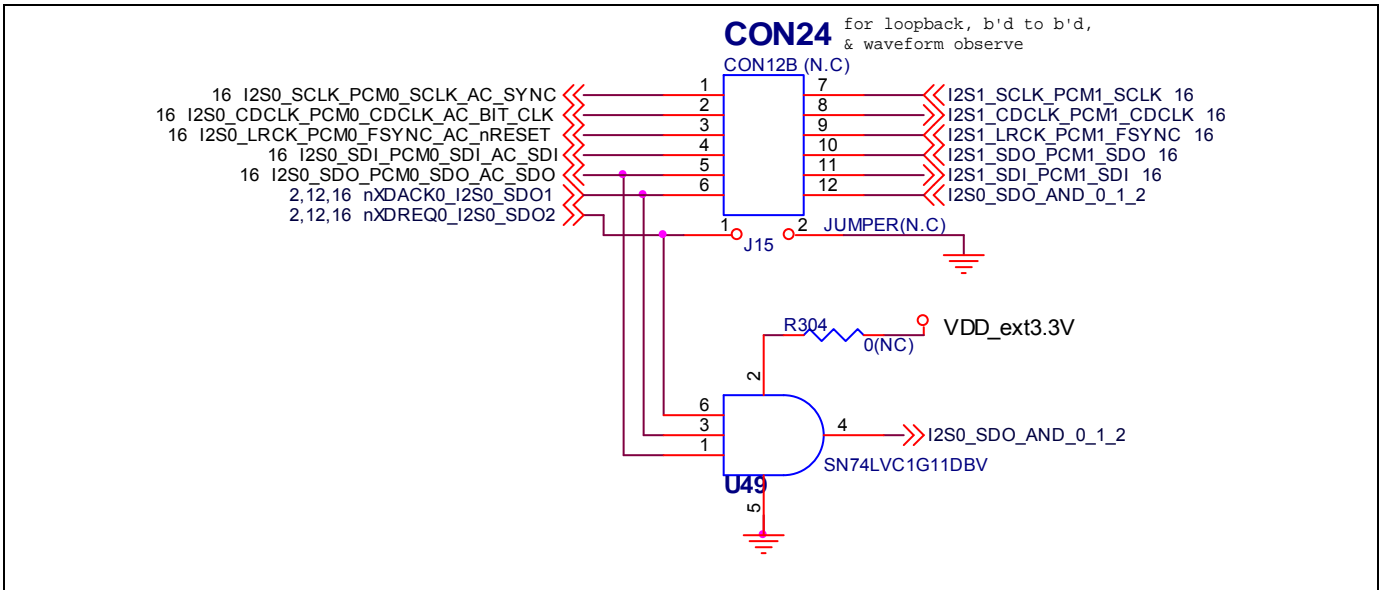 CON24
for loopback, b'd to b'd,
& waveform observe
CON12B (N.C)
16 I2S0_SCLK_PCM0_SCLK_AC_SYNC 1 7 I2S1_SCLK_PCM1_SCLK 16
16 I2S0_CDCLK_PCM0_CDCLK_AC_BIT_CLK 2 8 I2S1_CDCLK_PCM1_CDCLK 16
16 I2S0_LRCK_PCM0_FSYNC_AC_nRESET 3 9 I2S1_LRCK_PCM1_FSYNC 16
16 I2S0_SDI_PCM0_SDI_AC_SDI 4 10 I2S1_SDO_PCM1_SDO 16
16 I2S0_SDO_PCM0_SDO_AC_SDO 5 11 I2S1_SDI_PCM1_SDI 16
2,12,16 nXDACK0_I2S0_SDO1 6 12 I2S0_SDO_AND_0_1_2
2,12,16 nXDREQ0_I2S0_SDO2
1 2 JUMPER(N.C)
J15
R304 VDD_ext3.3V
0(NC)
2
6
3
1
4 I2S0_SDO_AND_0_1_2
SN74LVC1G11DBV
U49
5